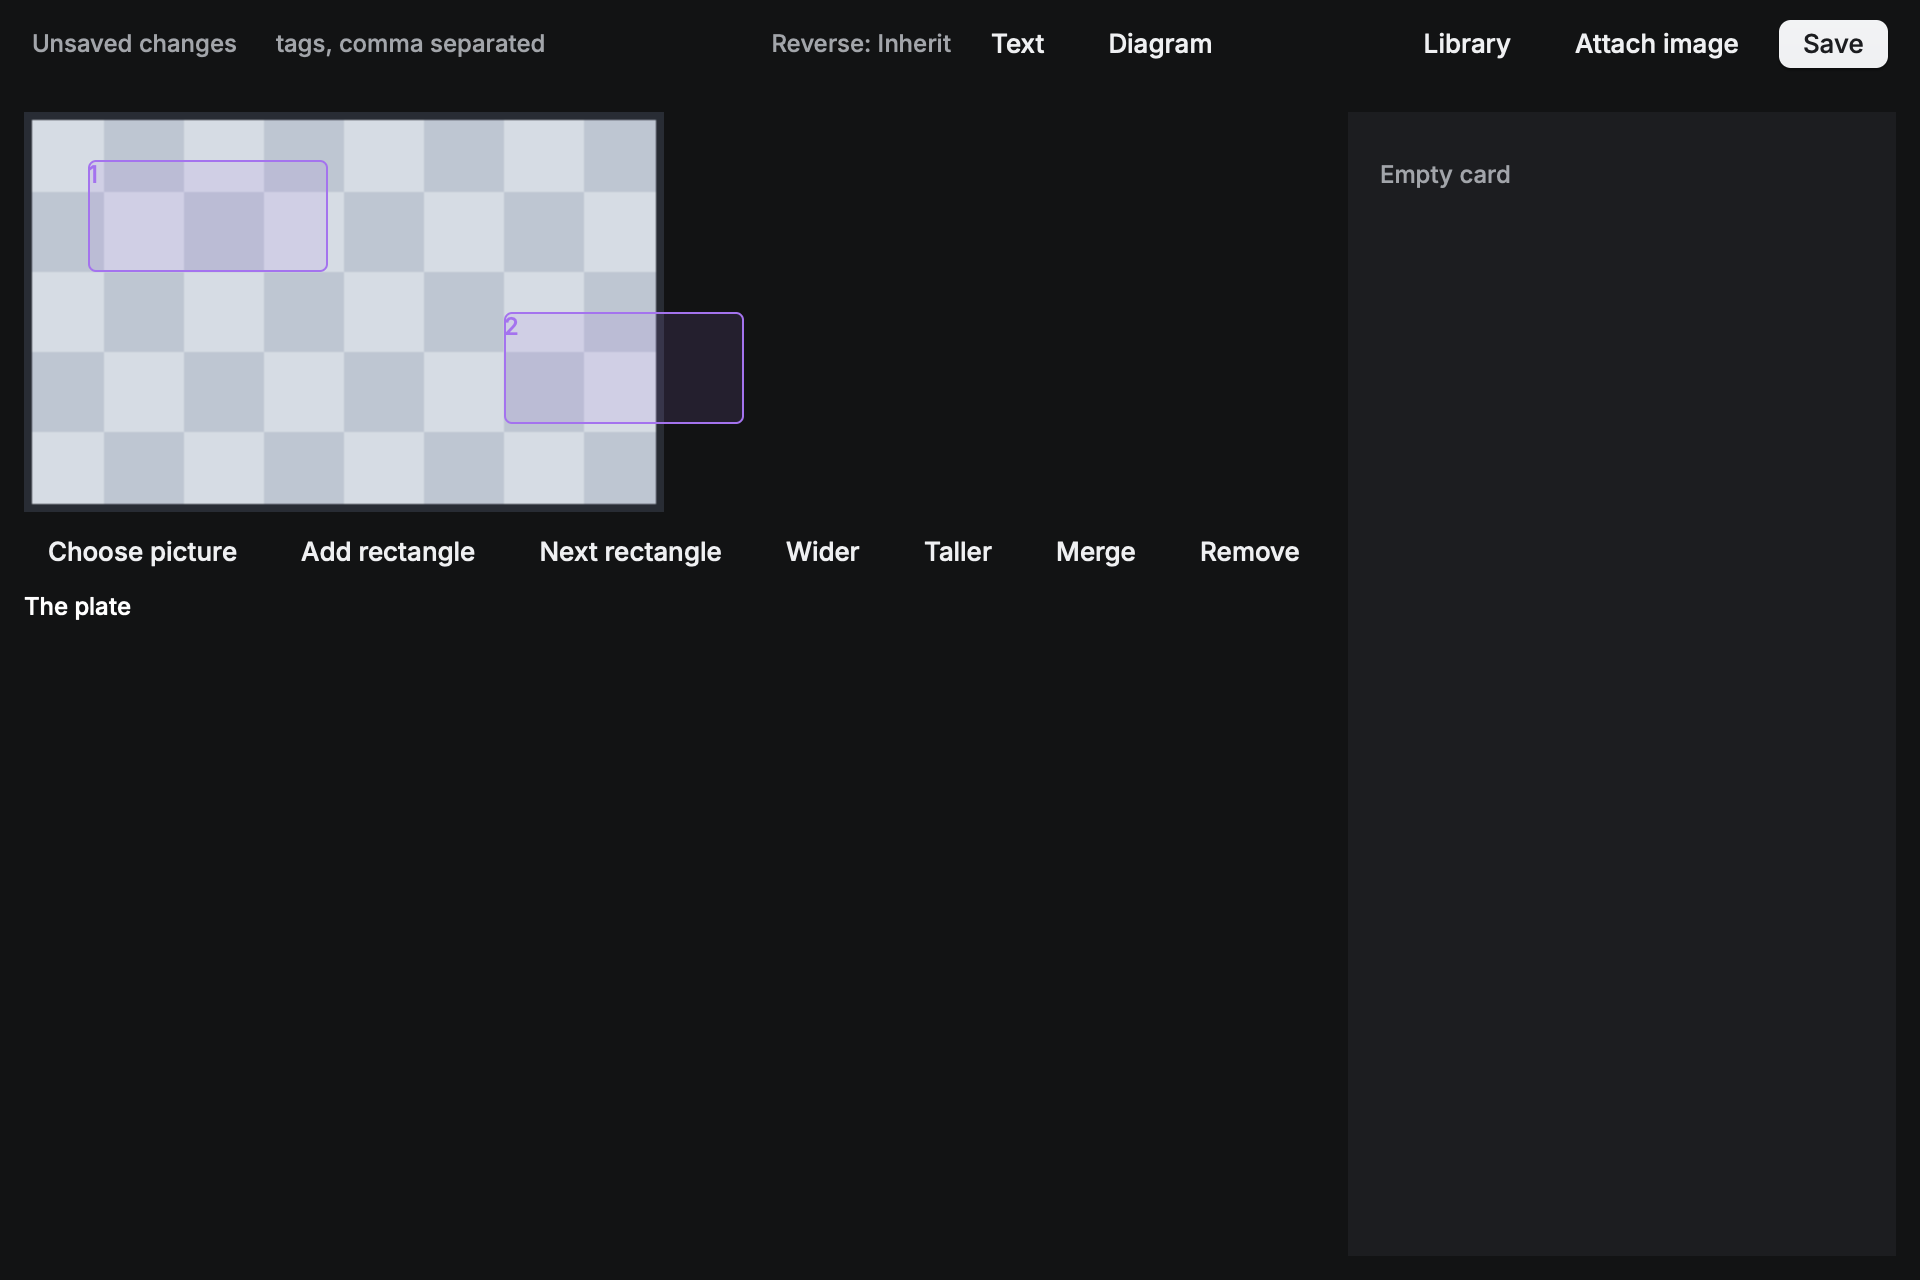 Unsaved changes
tags, comma separated
Reverse: Inherit
Text
Diagram
Library
Attach image
Save
1
2
Empty card
Choose picture
Add rectangle
Next rectangle
Wider
Taller
Merge
Remove
The plate